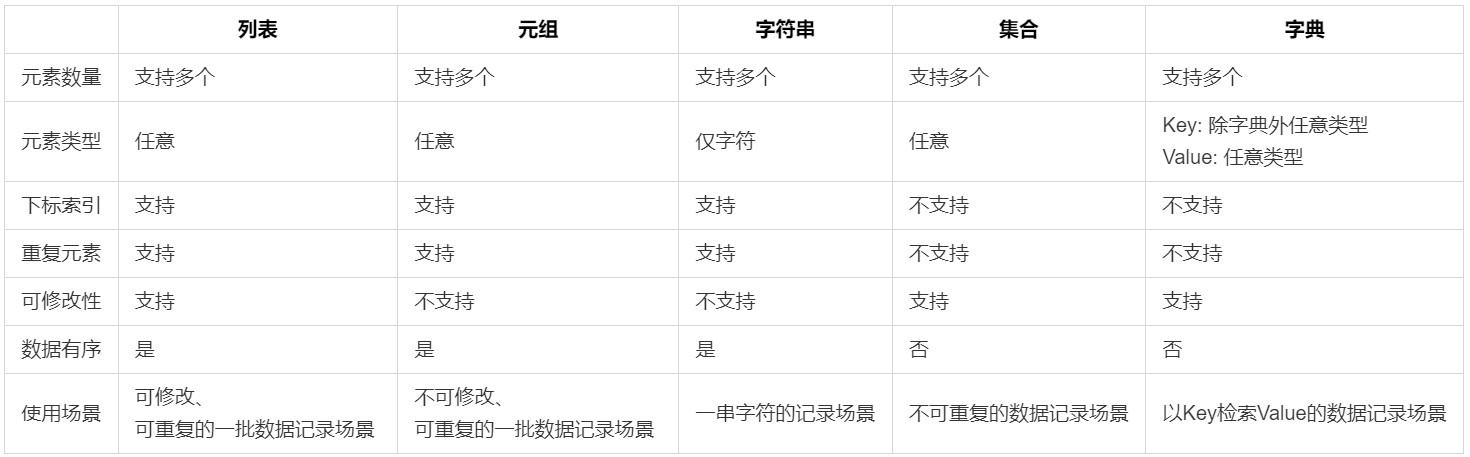 列表 元组 字符串 集合 字典
元素数量 支持多个 支持多个 支持多个 支持多个 支持多个
元素类型 任意 任意 仅字符 任意 Key: 除字典外任意类型
Value: 任意类型
下标索引 支持 支持 支持 不支持 不支持
重复元素 支持 支持 支持 不支持 不支持
可修改性 支持 不支持 不支持 支持 支持
数据有序 是 是 是 否 否
使用场景 可修改、
可重复的一批数据记录场景 不可修改、
可重复的一批数据记录场景 一串字符的记录场景 不可重复的数据记录场景 以Key检索Value的数据记录场景